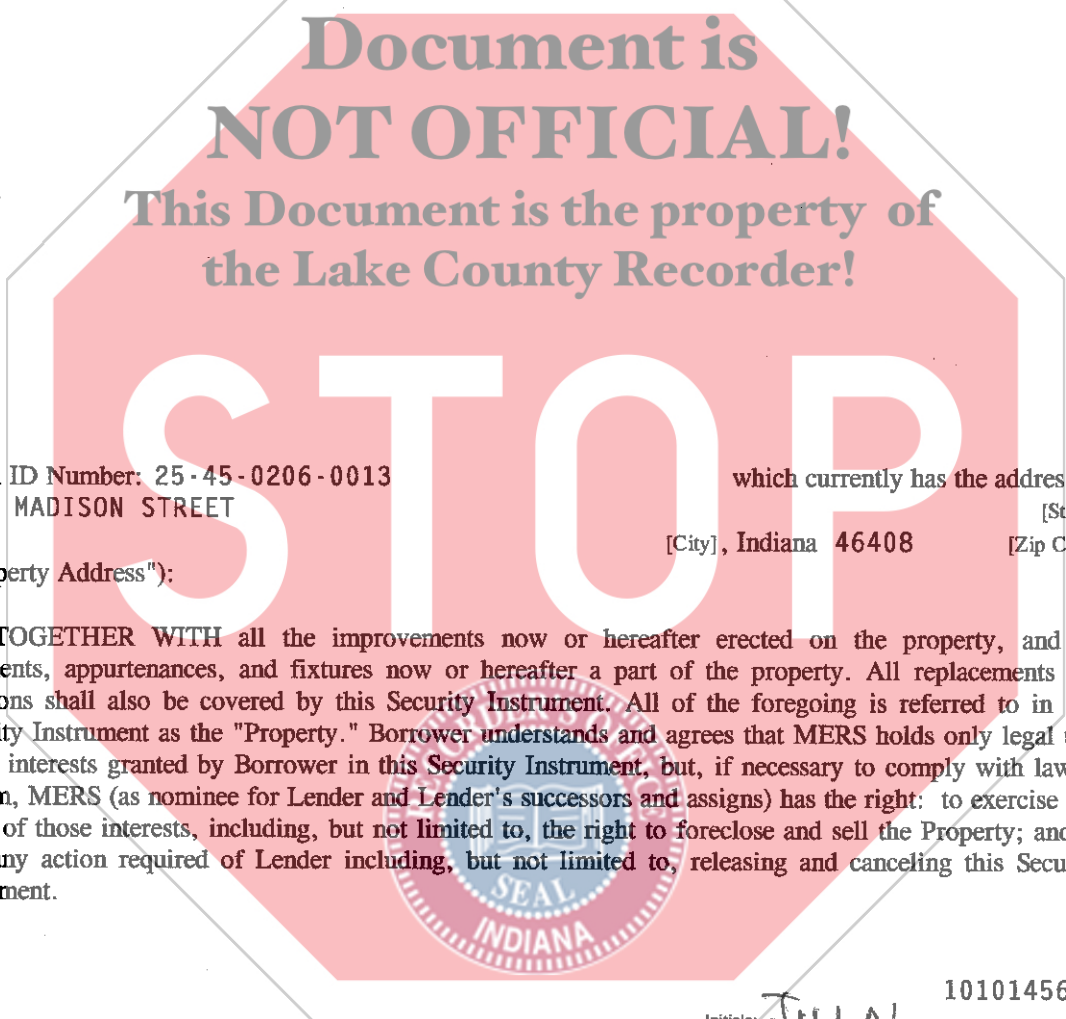 Document is
NOT OFFICIAL!
This Document is the property of
the Lake County Recorder!
STOP
ID Number: 25-45-0206-0013 which currently has the addres
MADISON STREET [St
[City], Indiana 46408 [Zip C
perty Address"):
TOGETHER WITH all the improvements now or hereafter erected on the property, and
ents, appurtenances, and fixtures now or hereafter a part of the property. All replacements
ons shall also be covered by this Security Instrument. All of the foregoing is referred to in
ity Instrument as the "Property." Borrower understands and agrees that MERS holds only legal
interests granted by Borrower in this Security Instrument, but, if necessary to comply with law
n, MERS (as nominee for Lender and Lender's successors and assigns) has the right: to exercise
of those interests, including, but not limited to, the right to foreclose and sell the Property; and
ny action required of Lender including, but not limited to, releasing and canceling this Secu
ment.
RECORDER'S OFFICE
SEAL
INDIANA
10101456